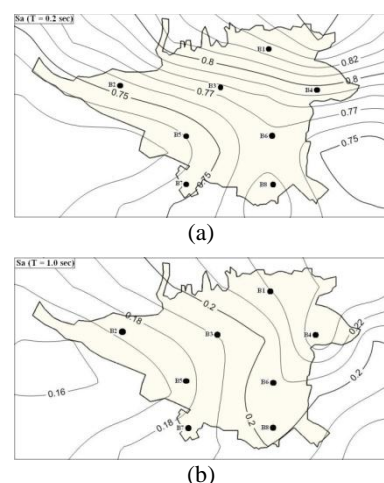 Sa (T = 0.2 sec)
B1
0.82
0.8
0.8
B2
B3
B4
0.75
0.77
0.77
B5
B6
0.75
0.75
B7
B8
(a)
Sa (T = 1.0 sec)
B1
0.2
0.18
0.22
B2
B3
B4
0.16
0.2
B5
B6
0.18
0.2
B7
B8
(b)